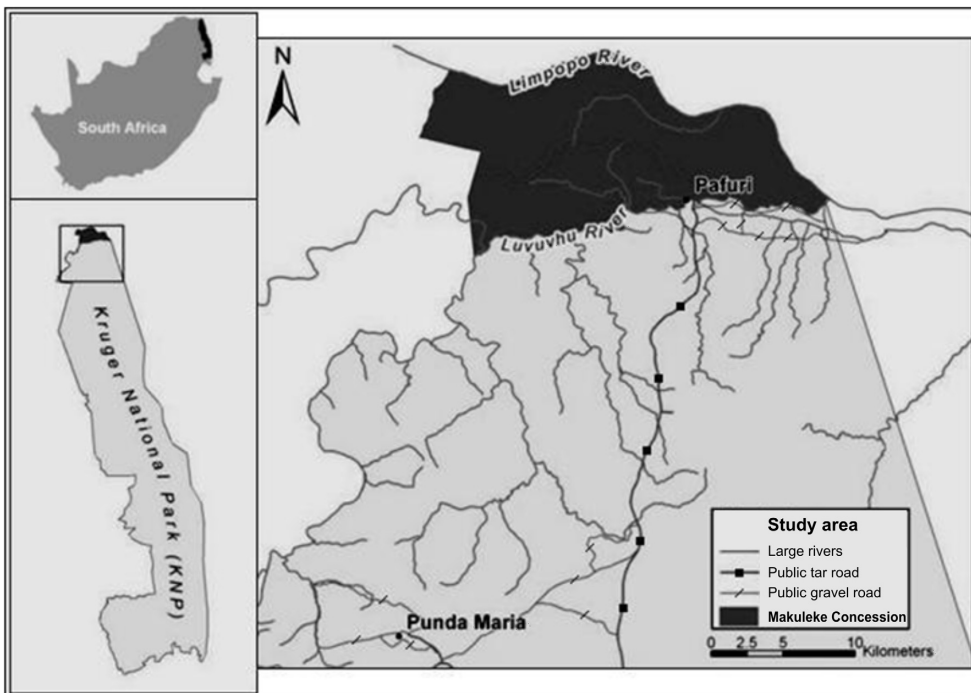 South Africa
Kruger National Park (KNP)
N
Limpopo River
Pafuri
Luvuvhu River
Punda Maria
Study area
Large rivers
Public tar road
Public gravel road
Makuleke Concession
0 2.5 5 10
Kilometers